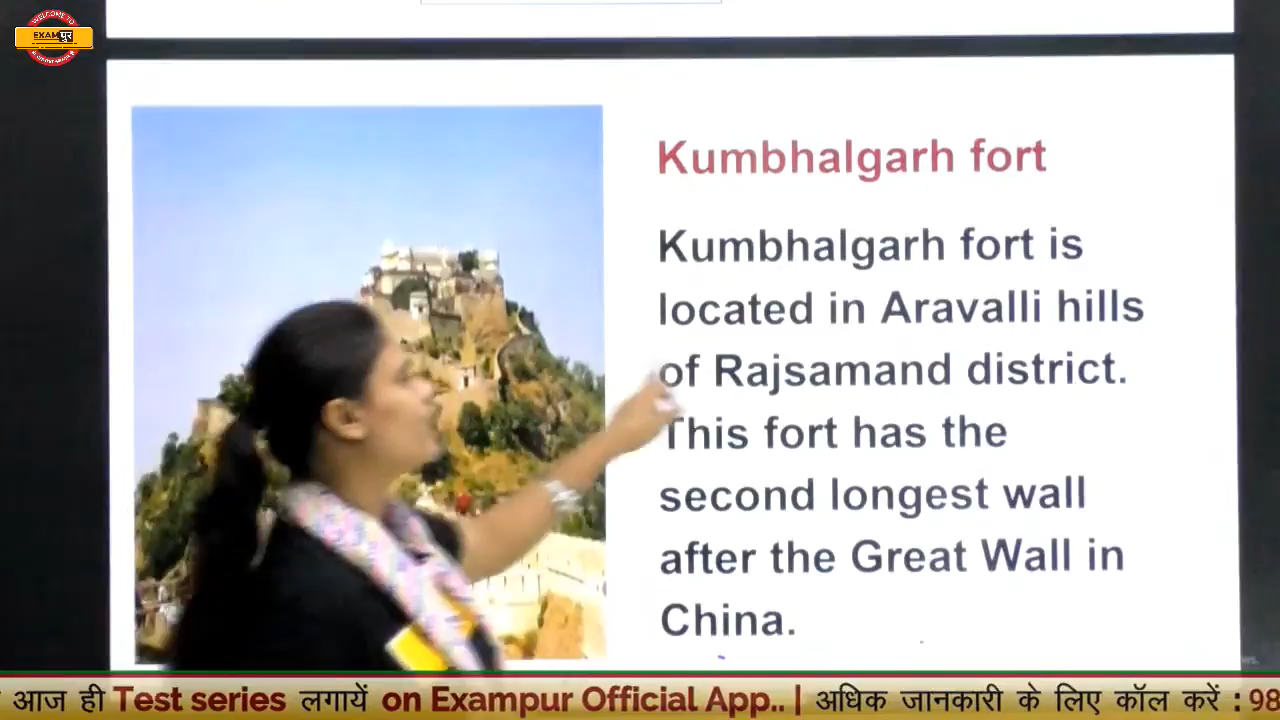 WELCOME TO
EXAMपुर
Kumbhalgarh fort
Kumbhalgarh fort is
located in Aravalli hills
of Rajsamand district.
This fort has the
second longest wall
after the Great Wall in
China.
आज ही Test series लगायें on Exampur Official App.. | अधिक जानकारी के लिए कॉल करें : 98